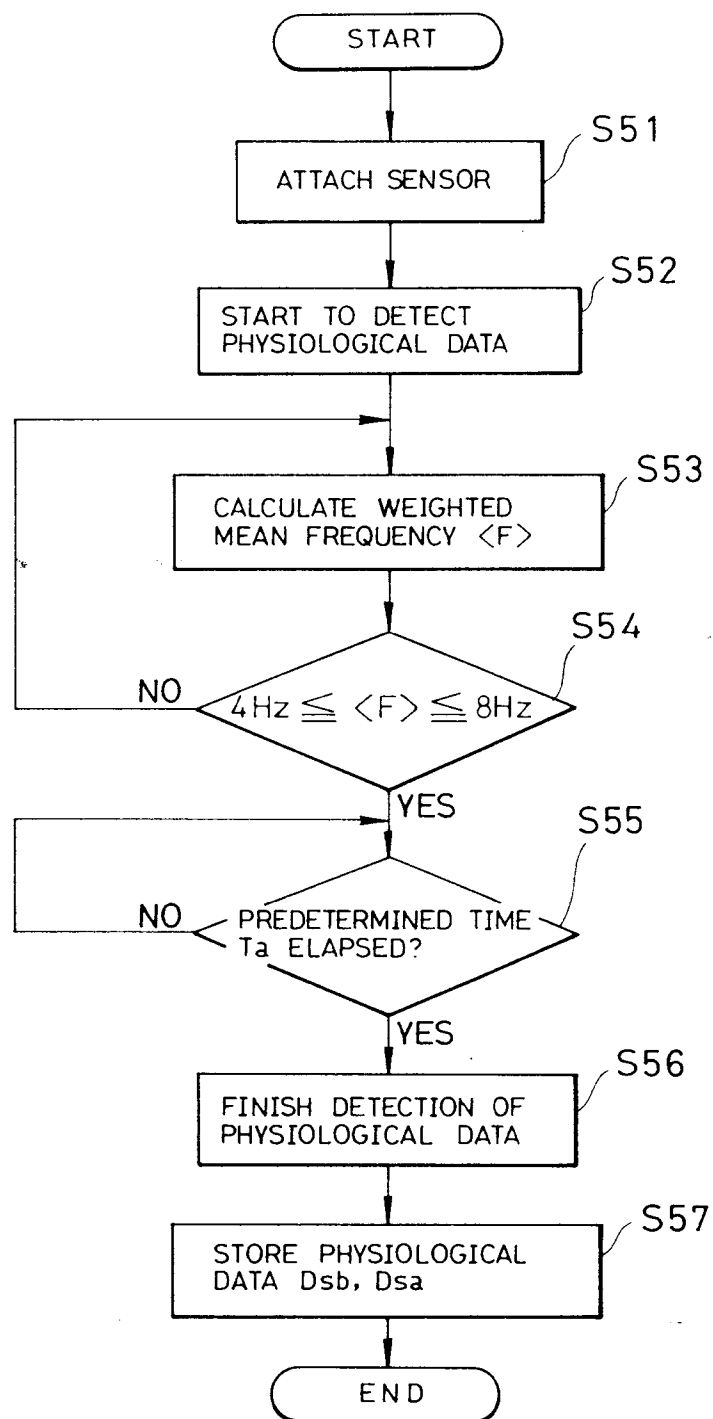 START
S51
ATTACH SENSOR
S52
START TO DETECT
PHYSIOLOGICAL DATA
S53
CALCULATE WEIGHTED
MEAN FREQUENCY <F>
S54
NO
4Hz ≦ <F> ≦ 8Hz
YES
S55
NO
PREDETERMINED TIME
Ta ELAPSED?
YES
S56
FINISH DETECTION OF
PHYSIOLOGICAL DATA
S57
STORE PHYSIOLOGICAL
DATA Dsb, Dsa
END